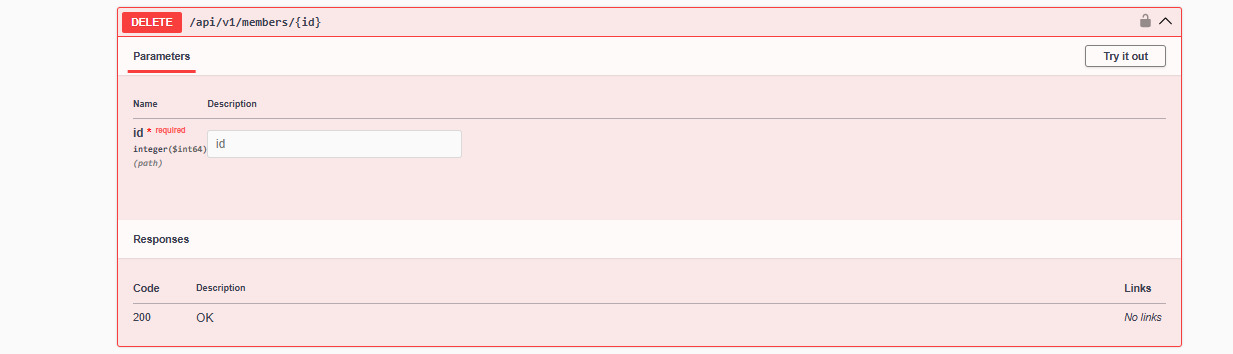 DELETE /api/v1/members/{id}
Parameters
Try it out
Name Description
id * required
integer($int64)
(path)
id
Responses
Code Description Links
200 OK No links